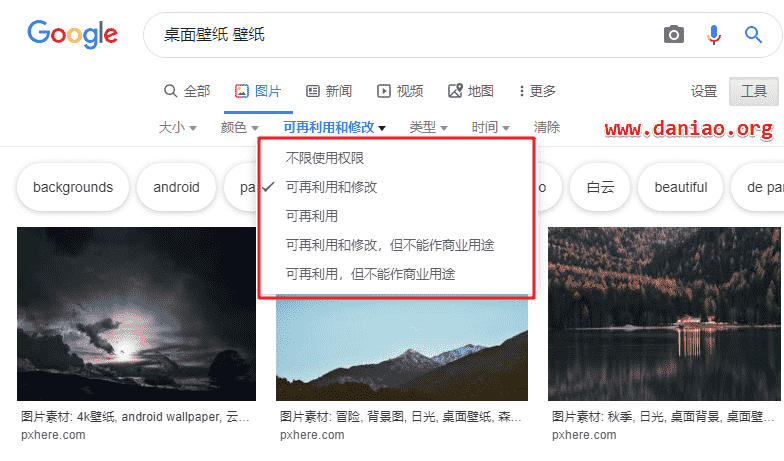 Google
桌面壁纸 壁纸
全部 图片 新闻 视频 地图 更多 设置 工具
大小 颜色 可再利用和修改 类型 时间 清除
www.daniao.org
不限使用权限
可再利用和修改
可再利用
可再利用和修改，但不能作商业用途
可再利用，但不能作商业用途
backgrounds android pa o 白云 beautiful de par
图片素材: 4k壁纸, android wallpaper, 云...
pxhere.com
图片素材: 冒险, 背景图, 日光, 桌面壁纸, 森...
pxhere.com
图片素材: 秋季, 日光, 桌面背景, 桌面壁...
pxhere.com